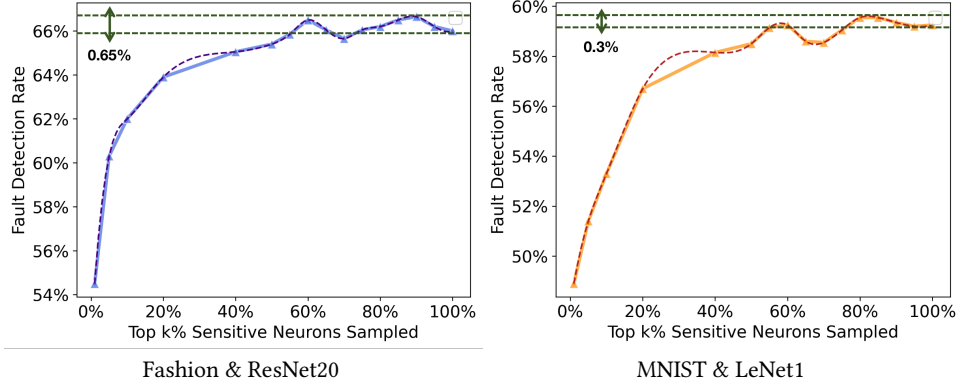 66%
64%
62%
60%
58%
56%
54%
0.65%
Fault Detection Rate
0% 20% 40% 60% 80% 100%
Top k% Sensitive Neurons Sampled
Fashion & ResNet20
60%
58%
56%
54%
52%
50%
0.3%
Fault Detection Rate
0% 20% 40% 60% 80% 100%
Top k% Sensitive Neurons Sampled
MNIST & LeNet1